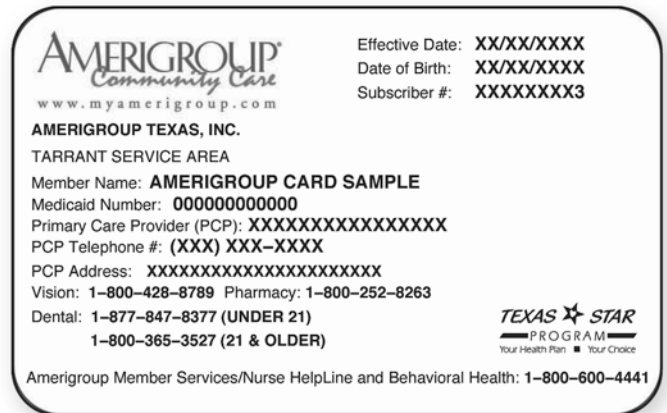 AMERIGROUP®
Community Care
www.myamerigroup.com
Effective Date: XX/XX/XXXX
Date of Birth: XX/XX/XXXX
Subscriber #: XXXXXXXX3
AMERIGROUP TEXAS, INC.
TARRANT SERVICE AREA
Member Name: AMERIGROUP CARD SAMPLE
Medicaid Number: 000000000000
Primary Care Provider (PCP): XXXXXXXXXXXXXXXX
PCP Telephone #: (XXX) XXX–XXXX
PCP Address: XXXXXXXXXXXXXXXXXXXXXX
Vision: 1–800–428–8789 Pharmacy: 1–800–252–8263
Dental: 1–877–847–8377 (UNDER 21)
1–800–365–3527 (21 & OLDER)
TEXAS STAR
PROGRAM
Your Health Plan ■ Your Choice
Amerigroup Member Services/Nurse HelpLine and Behavioral Health: 1–800–600–4441